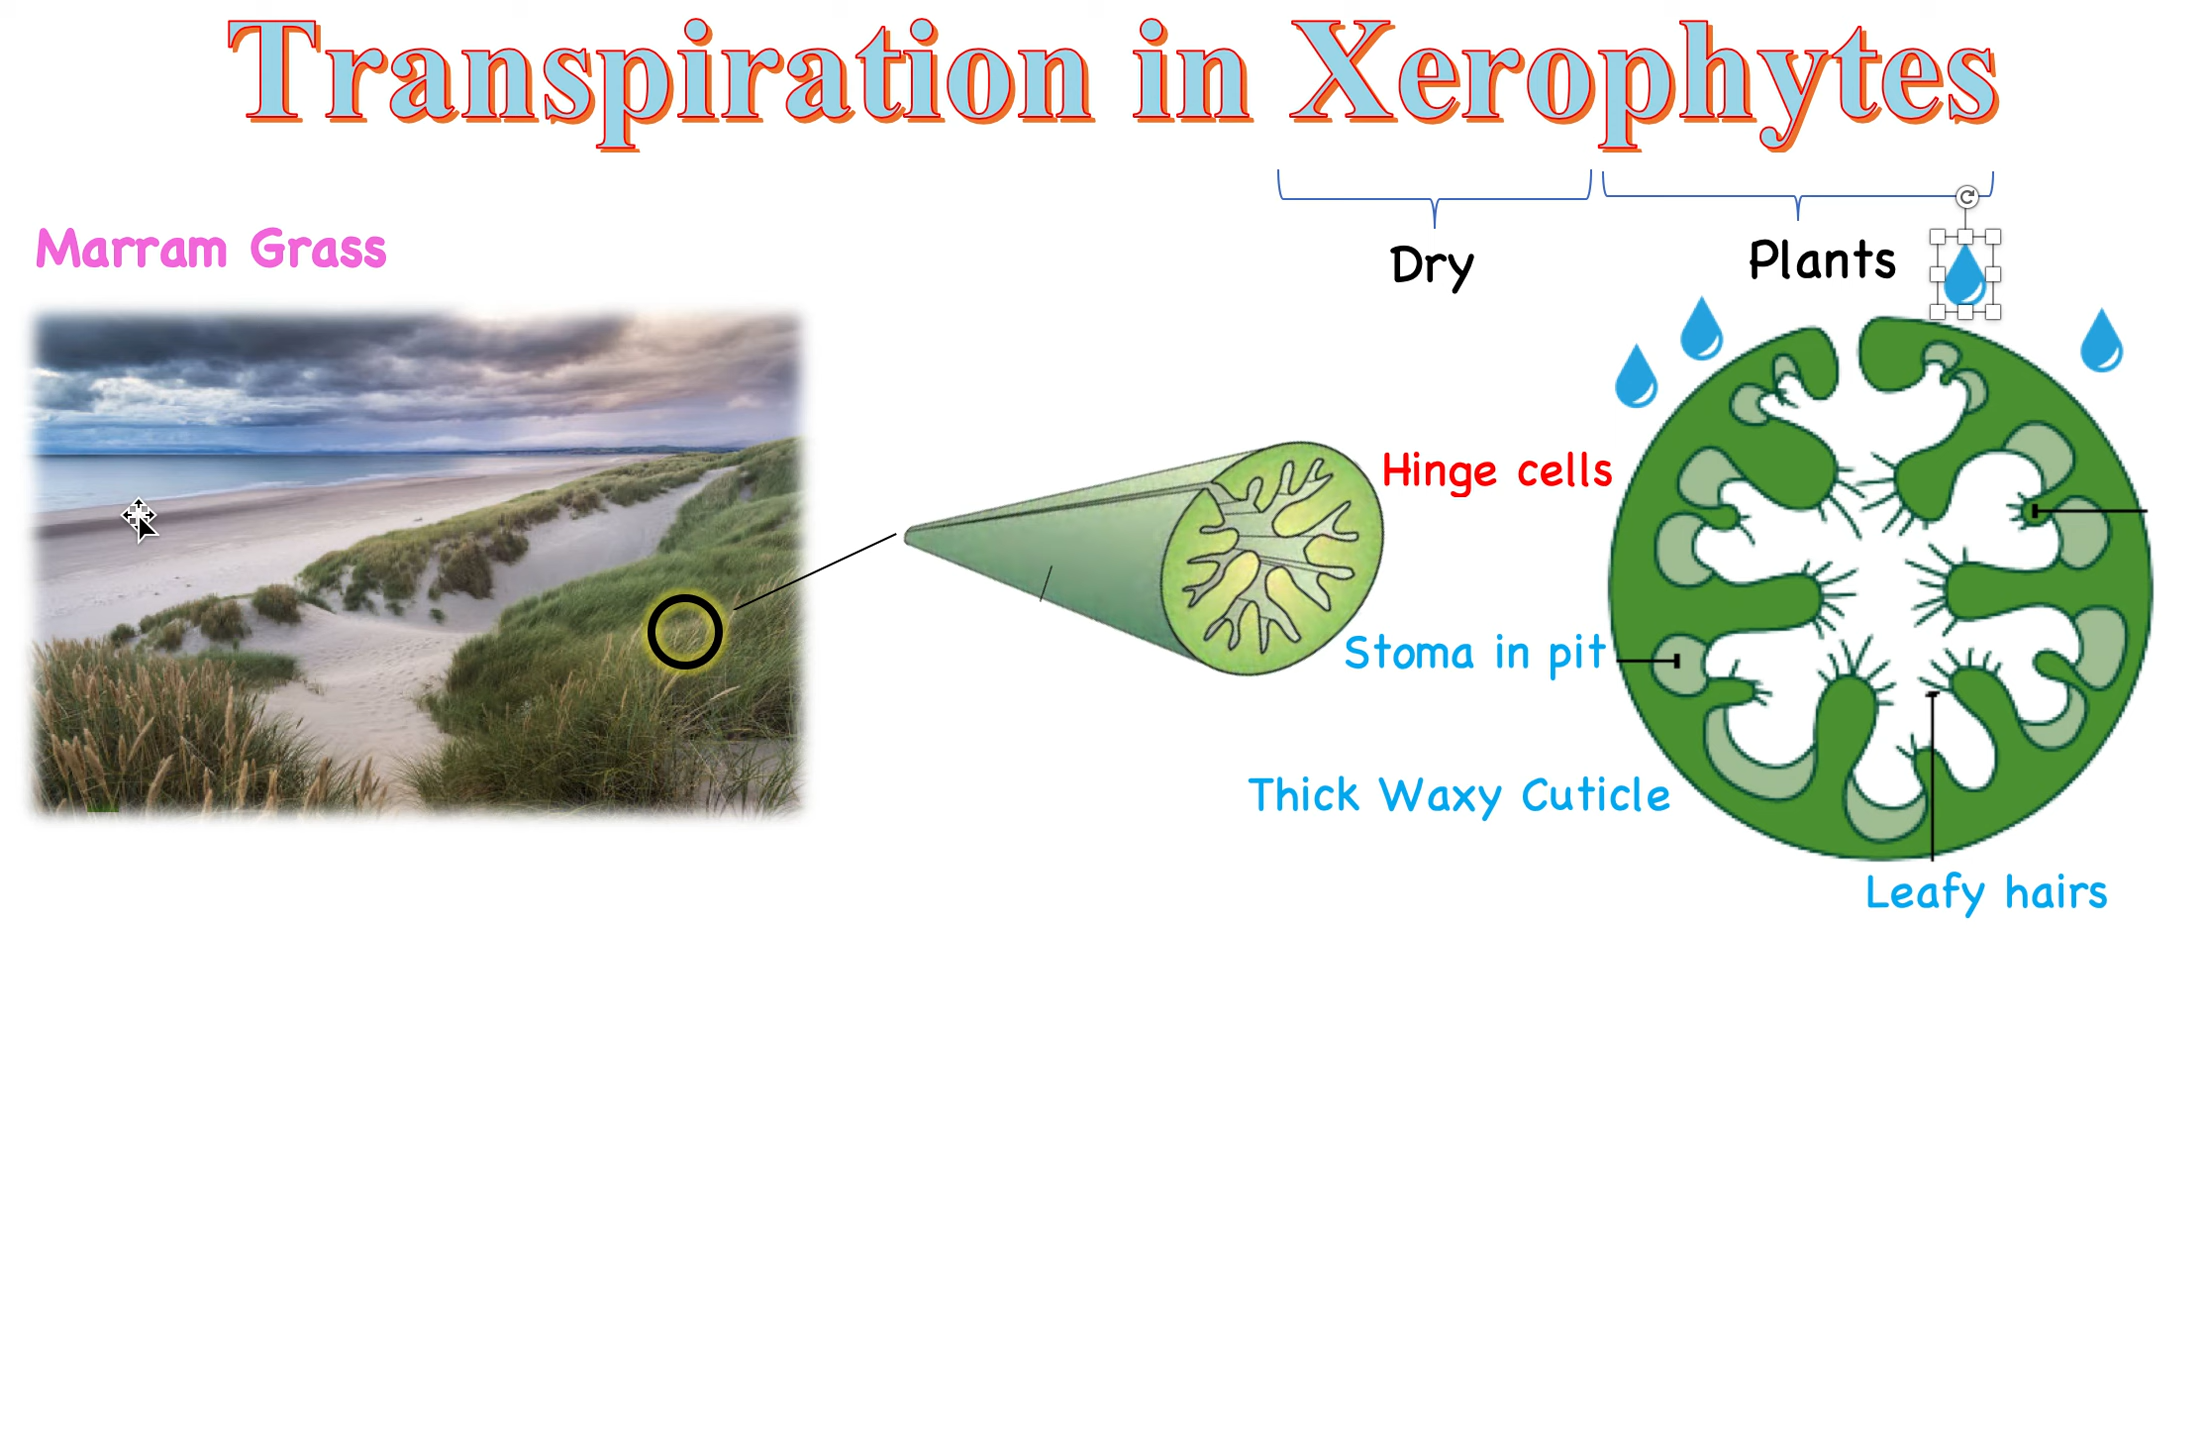 Transpiration in Xerophytes
Dry
Plants
Marram Grass
Hinge cells
Stoma in pit
Thick Waxy Cuticle
Leafy hairs